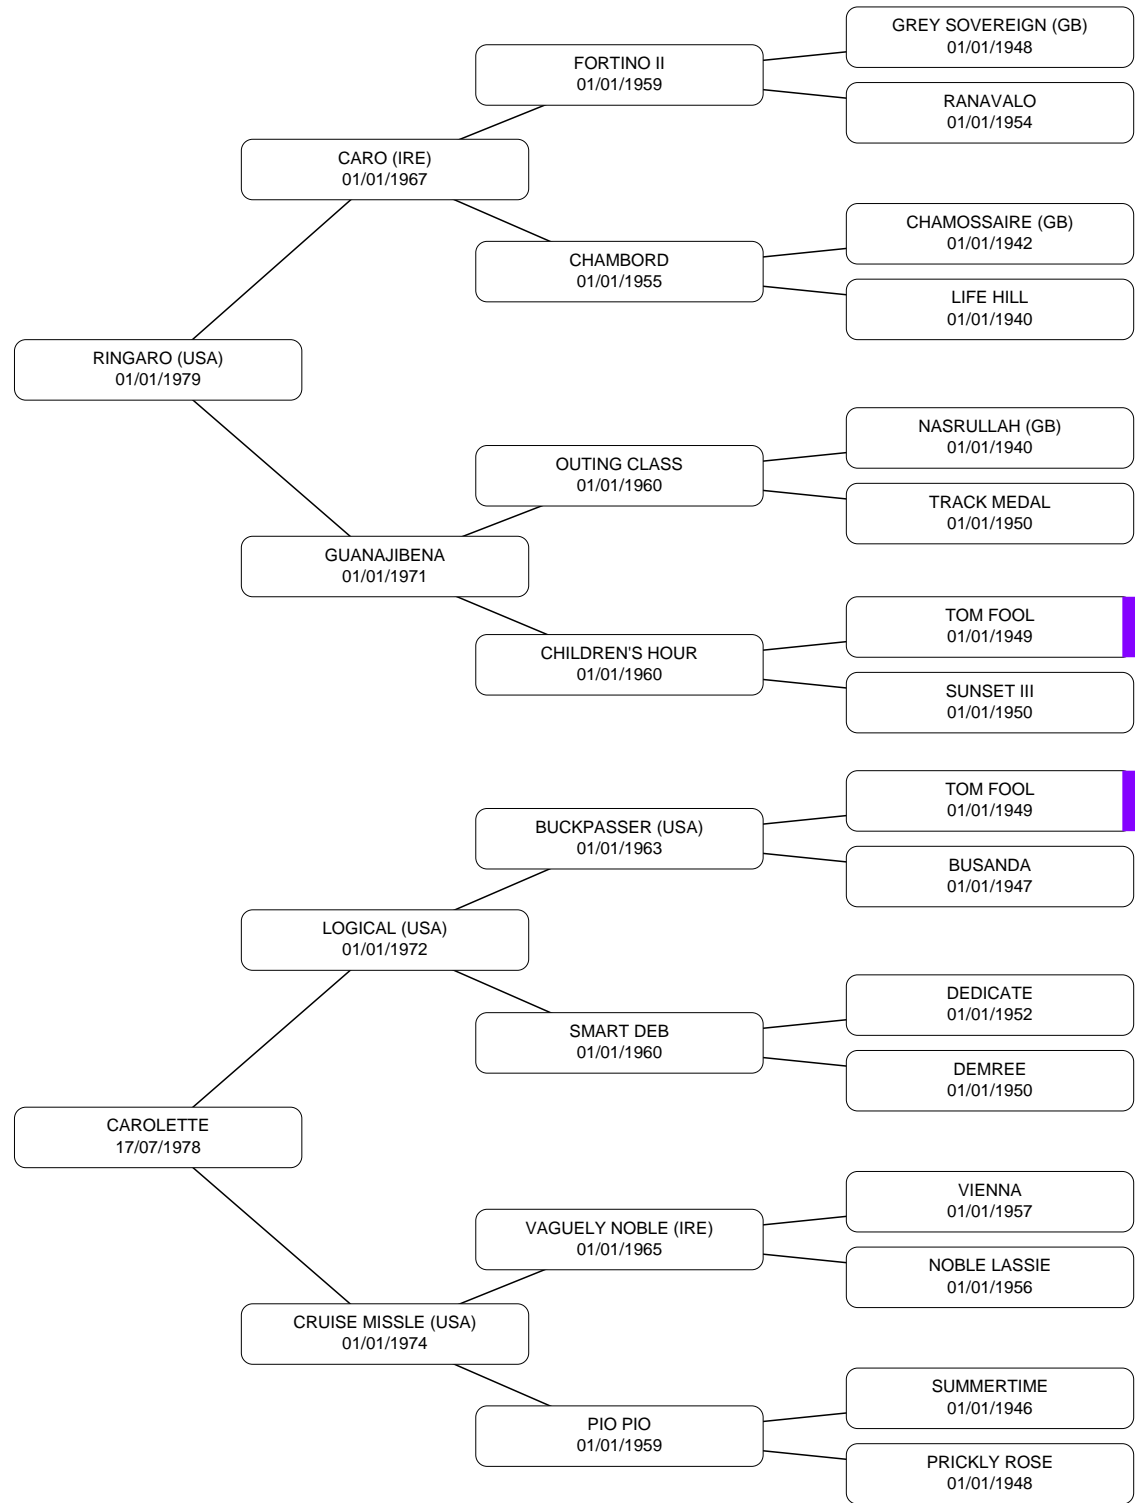 GREY SOVEREIGN (GB)
01/01/1948
FORTINO II
01/01/1959
RANAVALO
01/01/1954
CARO (IRE)
01/01/1967
CHAMOSSAIRE (GB)
01/01/1942
CHAMBORD
01/01/1955
LIFE HILL
01/01/1940
RINGARO (USA)
01/01/1979
NASRULLAH (GB)
01/01/1940
OUTING CLASS
01/01/1960
TRACK MEDAL
01/01/1950
GUANAJIBENA
01/01/1971
TOM FOOL
01/01/1949
CHILDREN'S HOUR
01/01/1960
SUNSET III
01/01/1950
TOM FOOL
01/01/1949
BUCKPASSER (USA)
01/01/1963
BUSANDA
01/01/1947
LOGICAL (USA)
01/01/1972
DEDICATE
01/01/1952
SMART DEB
01/01/1960
DEMREE
01/01/1950
CAROLETTE
17/07/1978
VIENNA
01/01/1957
VAGUELY NOBLE (IRE)
01/01/1965
NOBLE LASSIE
01/01/1956
CRUISE MISSLE (USA)
01/01/1974
SUMMERTIME
01/01/1946
PIO PIO
01/01/1959
PRICKLY ROSE
01/01/1948